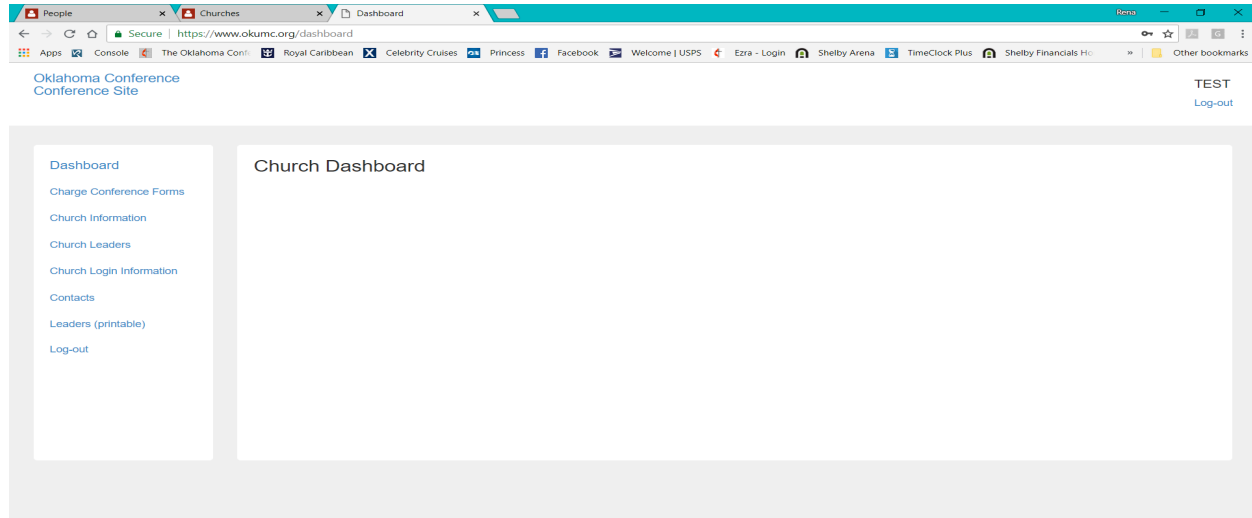 People
Churches
Dashboard
Rena
Secure | https://www.okumc.org/dashboard
Apps Console The Oklahoma Conf Royal Caribbean Celebrity Cruises Princess Facebook Welcome | USPS Ezra - Login Shelby Arena TimeClock Plus Shelby Financials Ho » Other bookmarks
Oklahoma Conference
Conference Site
TEST
Log-out
Dashboard
Charge Conference Forms
Church Information
Church Leaders
Church Login Information
Contacts
Leaders (printable)
Log-out
Church Dashboard